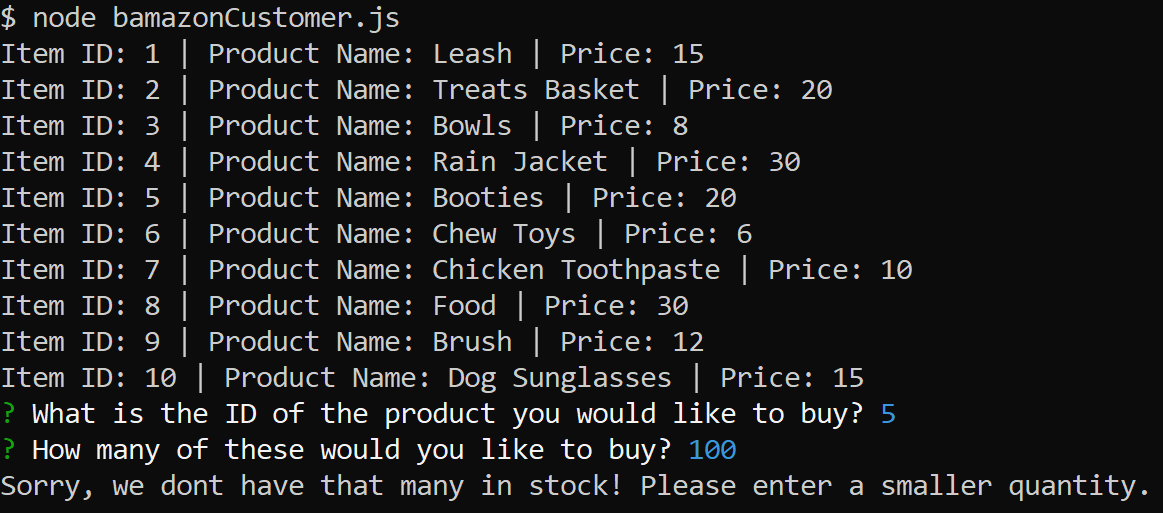 $ node bamazonCustomer.js
Item ID: 1 | Product Name: Leash | Price: 15
Item ID: 2 | Product Name: Treats Basket | Price: 20
Item ID: 3 | Product Name: Bowls | Price: 8
Item ID: 4 | Product Name: Rain Jacket | Price: 30
Item ID: 5 | Product Name: Booties | Price: 20
Item ID: 6 | Product Name: Chew Toys | Price: 6
Item ID: 7 | Product Name: Chicken Toothpaste | Price: 10
Item ID: 8 | Product Name: Food | Price: 30
Item ID: 9 | Product Name: Brush | Price: 12
Item ID: 10 | Product Name: Dog Sunglasses | Price: 15
? What is the ID of the product you would like to buy? 5
? How many of these would you like to buy? 100
Sorry, we dont have that many in stock! Please enter a smaller quantity.